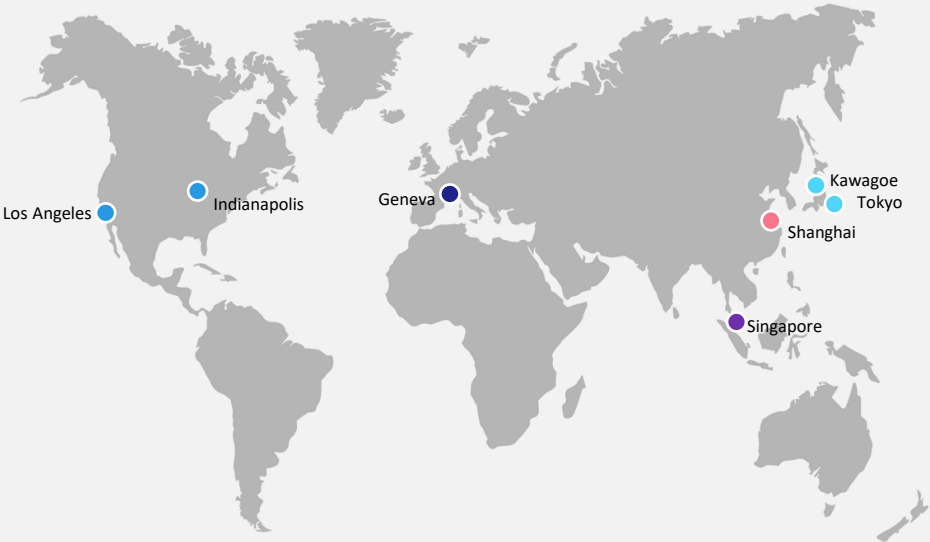 Kawagoe
Geneva
Tokyo
Indianapolis
Los Angeles
Shanghai
Singapore